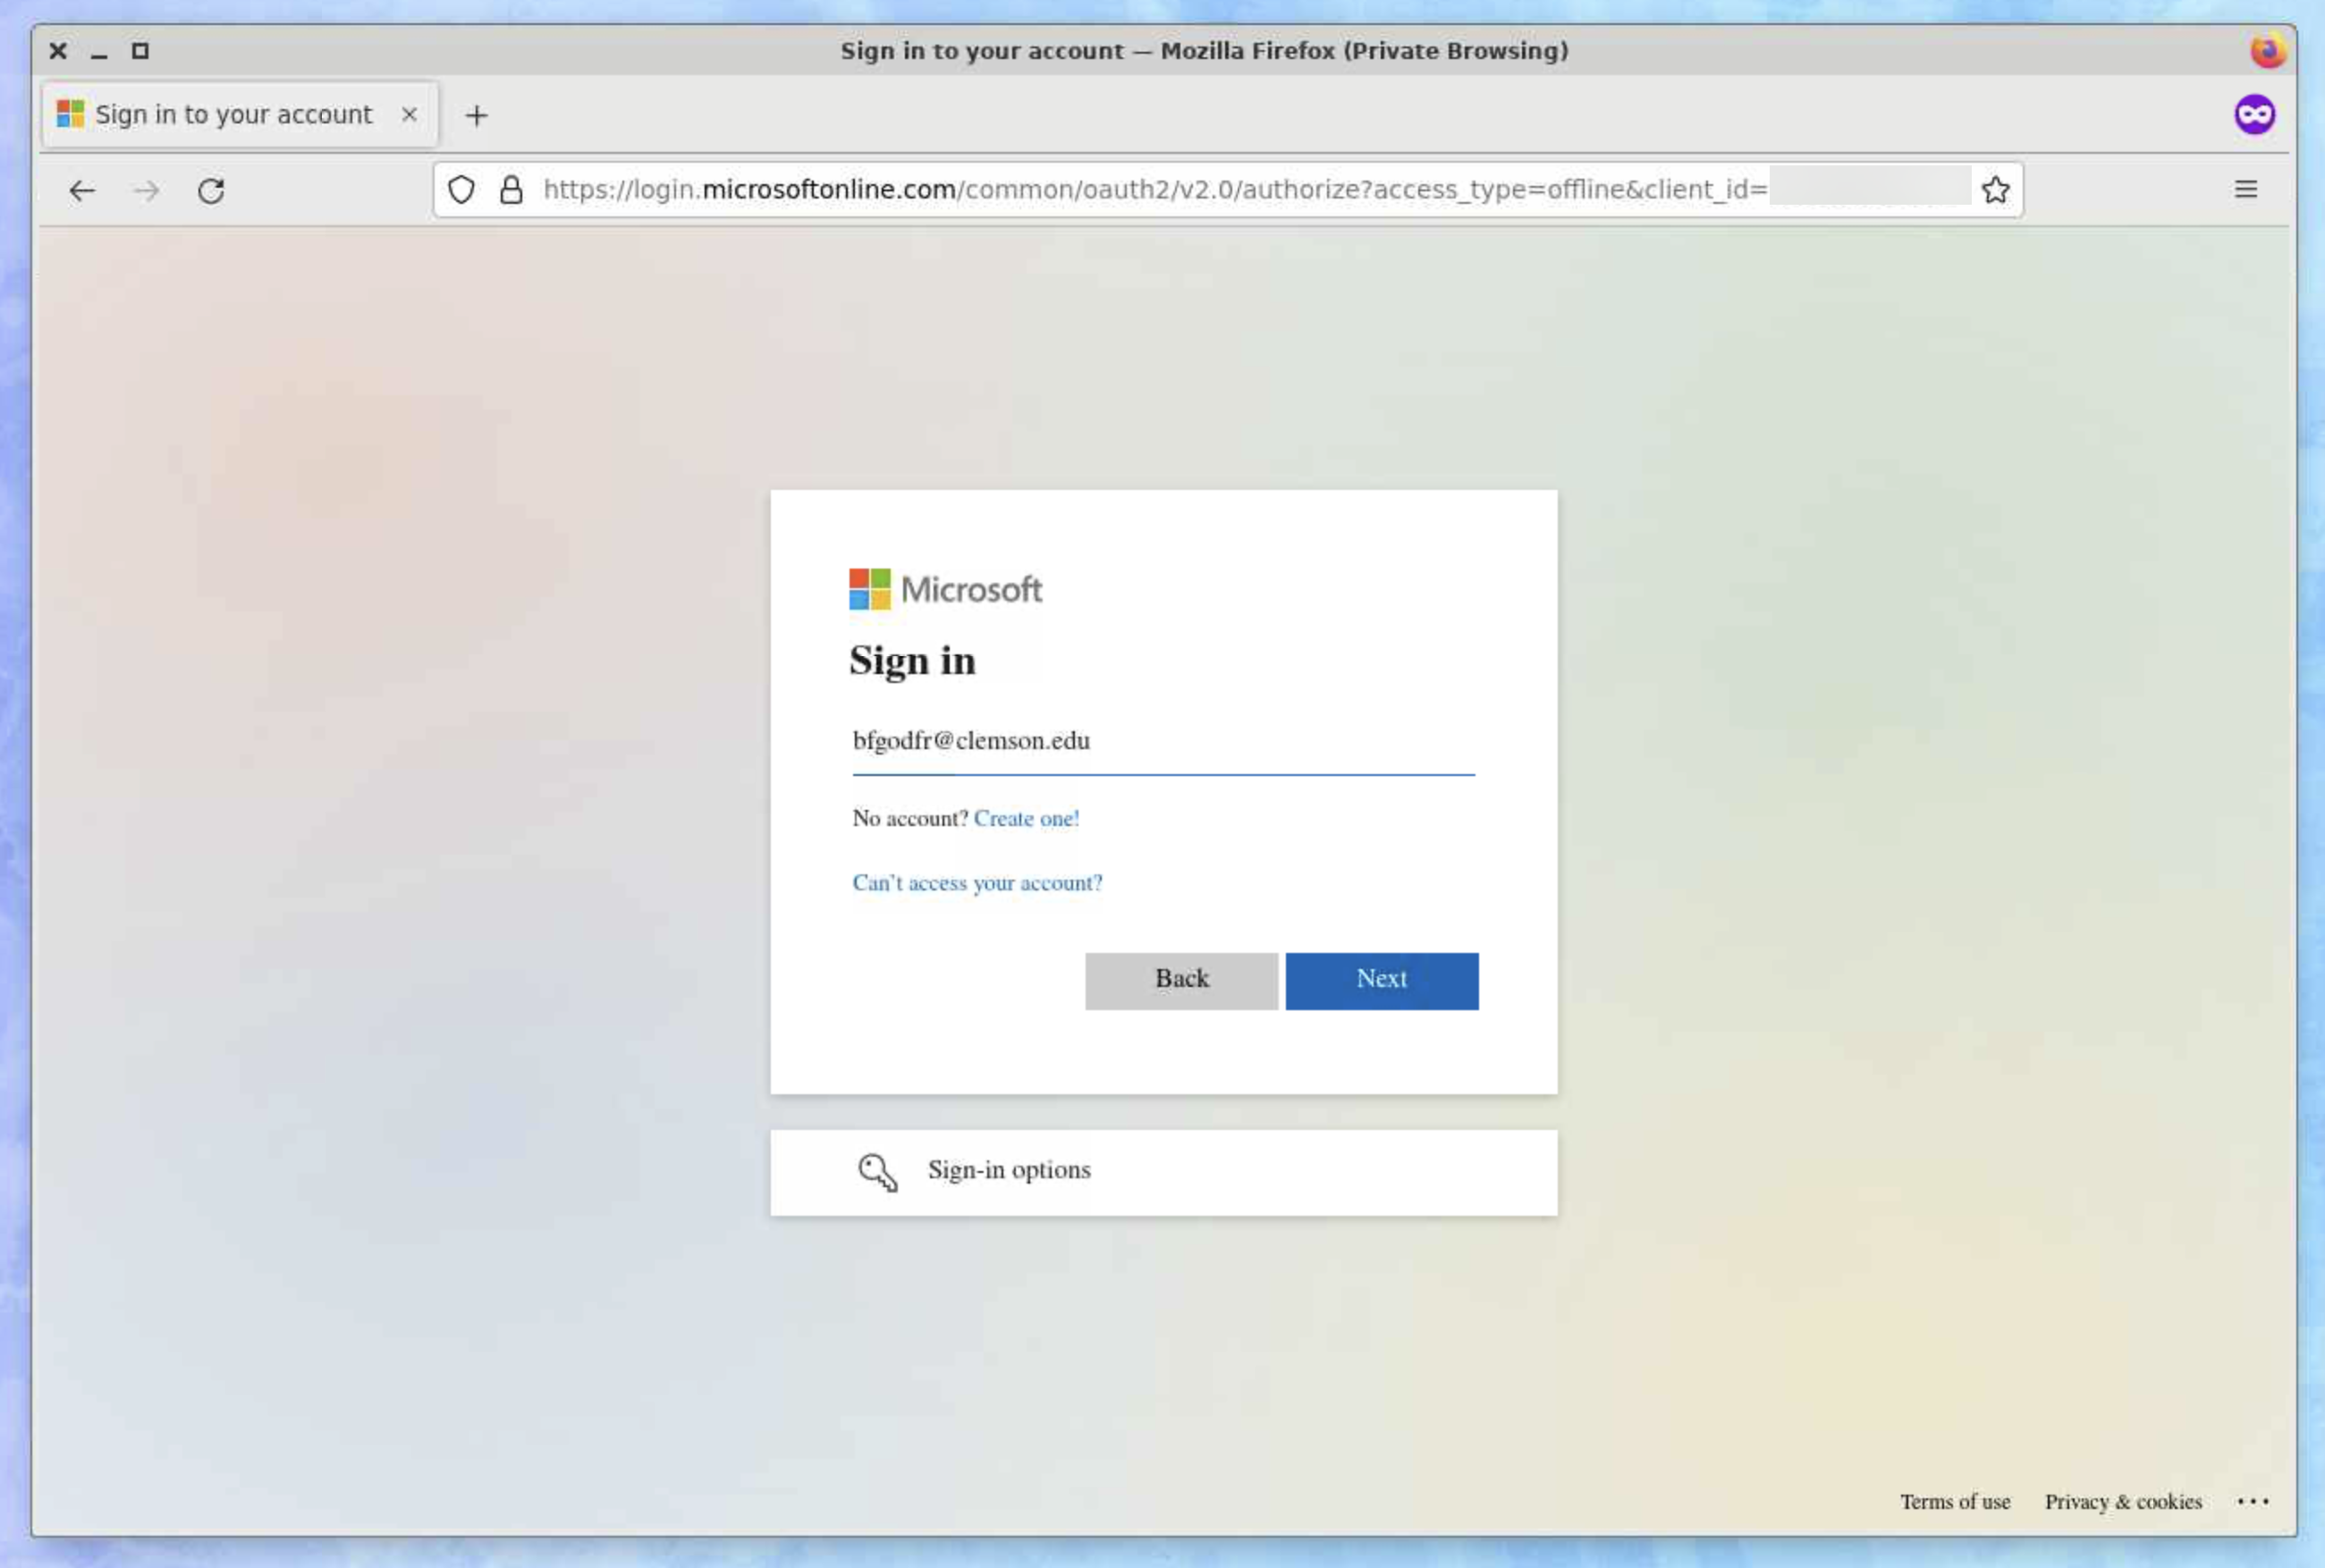 Sign in to your account — Mozilla Firefox (Private Browsing)
Sign in to your account
https://login.microsoftonline.com/common/oauth2/v2.0/authorize?access_type=offline&client_id=
Microsoft
Sign in
bfgodfr@clemson.edu
No account? Create one!
Can't access your account?
Back Next
Sign-in options
Terms of use Privacy & cookies